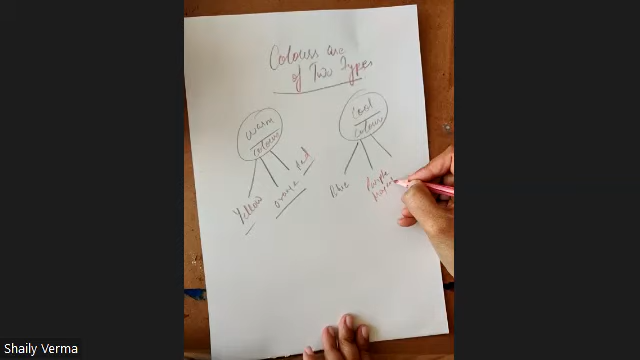 Colours are
of Two Types
warm
colours
cool
colours
Yellow
orange
Red
Blue
Purple
Shaily Verma